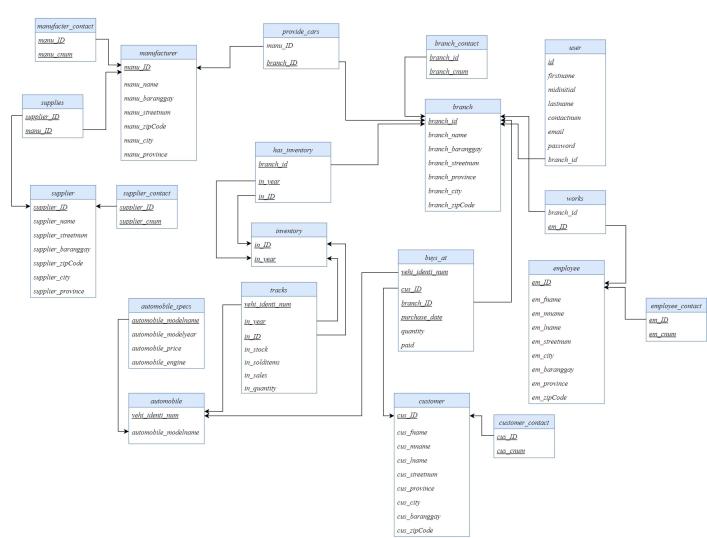 manufacter_contact
manu_ID
manu_cnum
manufacturer
manu_ID
manu_name
manu_baranggay
manu_streetnum
manu_zipCode
manu_city
manu_province
provide_cars
manu_ID
branch_ID
branch_contact
branch_id
branch_cnum
user
id
firstname
midinitial
lastname
contactnum
email
password
branch_id
supplies
supplier_ID
manu_ID
branch
branch_id
branch_name
branch_baranggay
branch_streetnum
branch_province
branch_city
branch_zipCode
has_inventory
branch_id
in_year
in_ID
supplier
supplier_ID
supplier_name
supplier_streetnum
supplier_baranggay
supplier_zipCode
supplier_city
supplier_province
supplier_contact
supplier_ID
supplier_cnum
works
branch_id
em_ID
inventory
in_ID
in_year
buys_at
vehi_identi_num
cus_ID
branch_ID
purchase_date
quantity
paid
employee
em_ID
em_fname
em_mname
em_lname
em_streetnum
em_city
em_baranggay
em_province
em_zipCode
employee_contact
em_ID
em_cnum
tracks
vehi_identi_num
in_year
in_ID
in_stock
in_solditems
in_sales
in_quantity
automobile_specs
automobile_modelname
automobile_modelyear
automobile_price
automobile_engine
automobile
vehi_identi_num
automobile_modelname
customer
cus_ID
cus_fname
cus_mname
cus_lname
cus_streetnum
cus_province
cus_city
cus_baranggay
cus_zipCode
customer_contact
cus_ID
cus_cnum